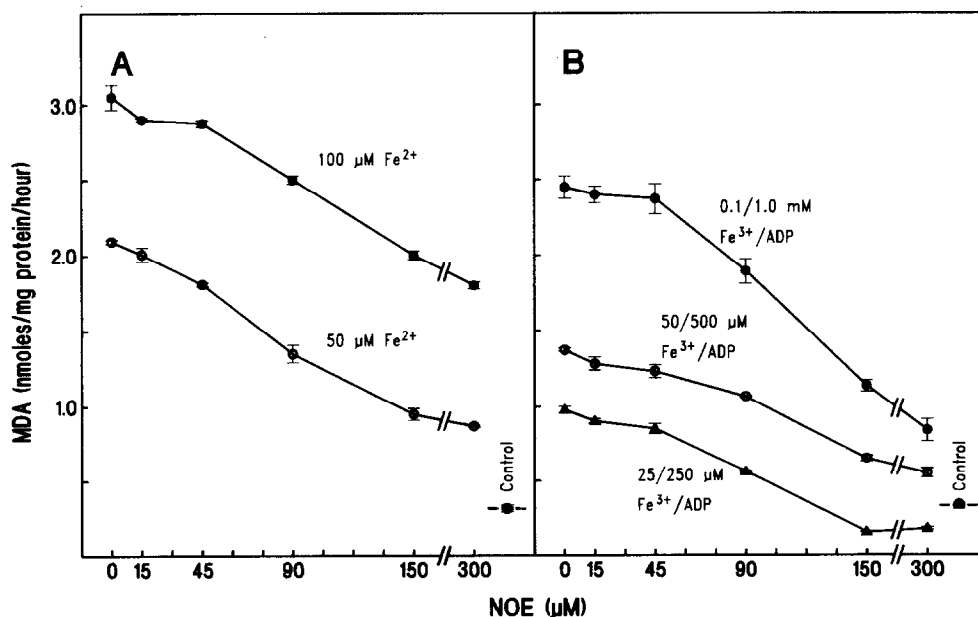 A
B
3.0
2.0
1.0
MDA (nmoles/mg protein/hour)
100 µM Fe²⁺
50 µM Fe²⁺
Control
0.1/1.0 mM
Fe³⁺/ADP
50/500 µM
Fe³⁺/ADP
25/250 µM
Fe³⁺/ADP
Control
0 15 45 90 150 300
0 15 45 90 150 300
NOE (µM)